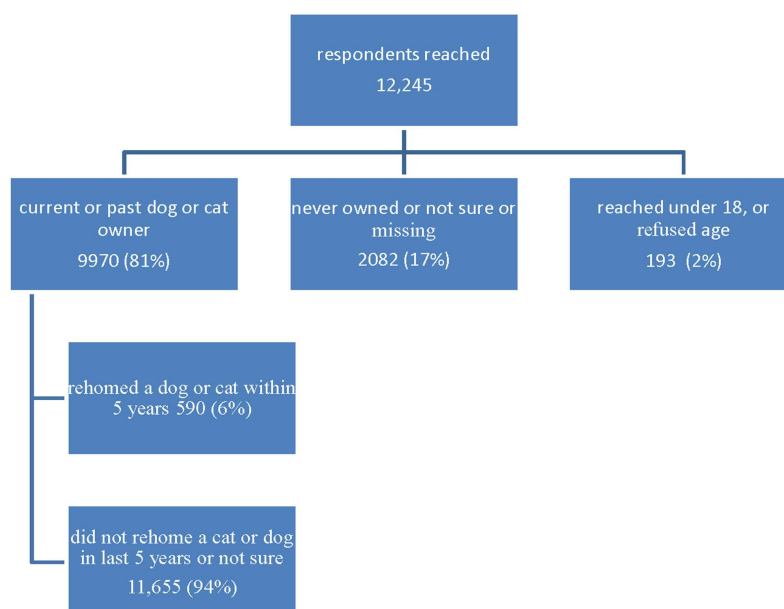 respondents reached
12,245
current or past dog or cat
owner
9970 (81%)
never owned or not sure or
missing
2082 (17%)
reached under 18, or
refused age
193 (2%)
rehomed a dog or cat within
5 years 590 (6%)
did not rehome a cat or dog
in last 5 years or not sure
11,655 (94%)